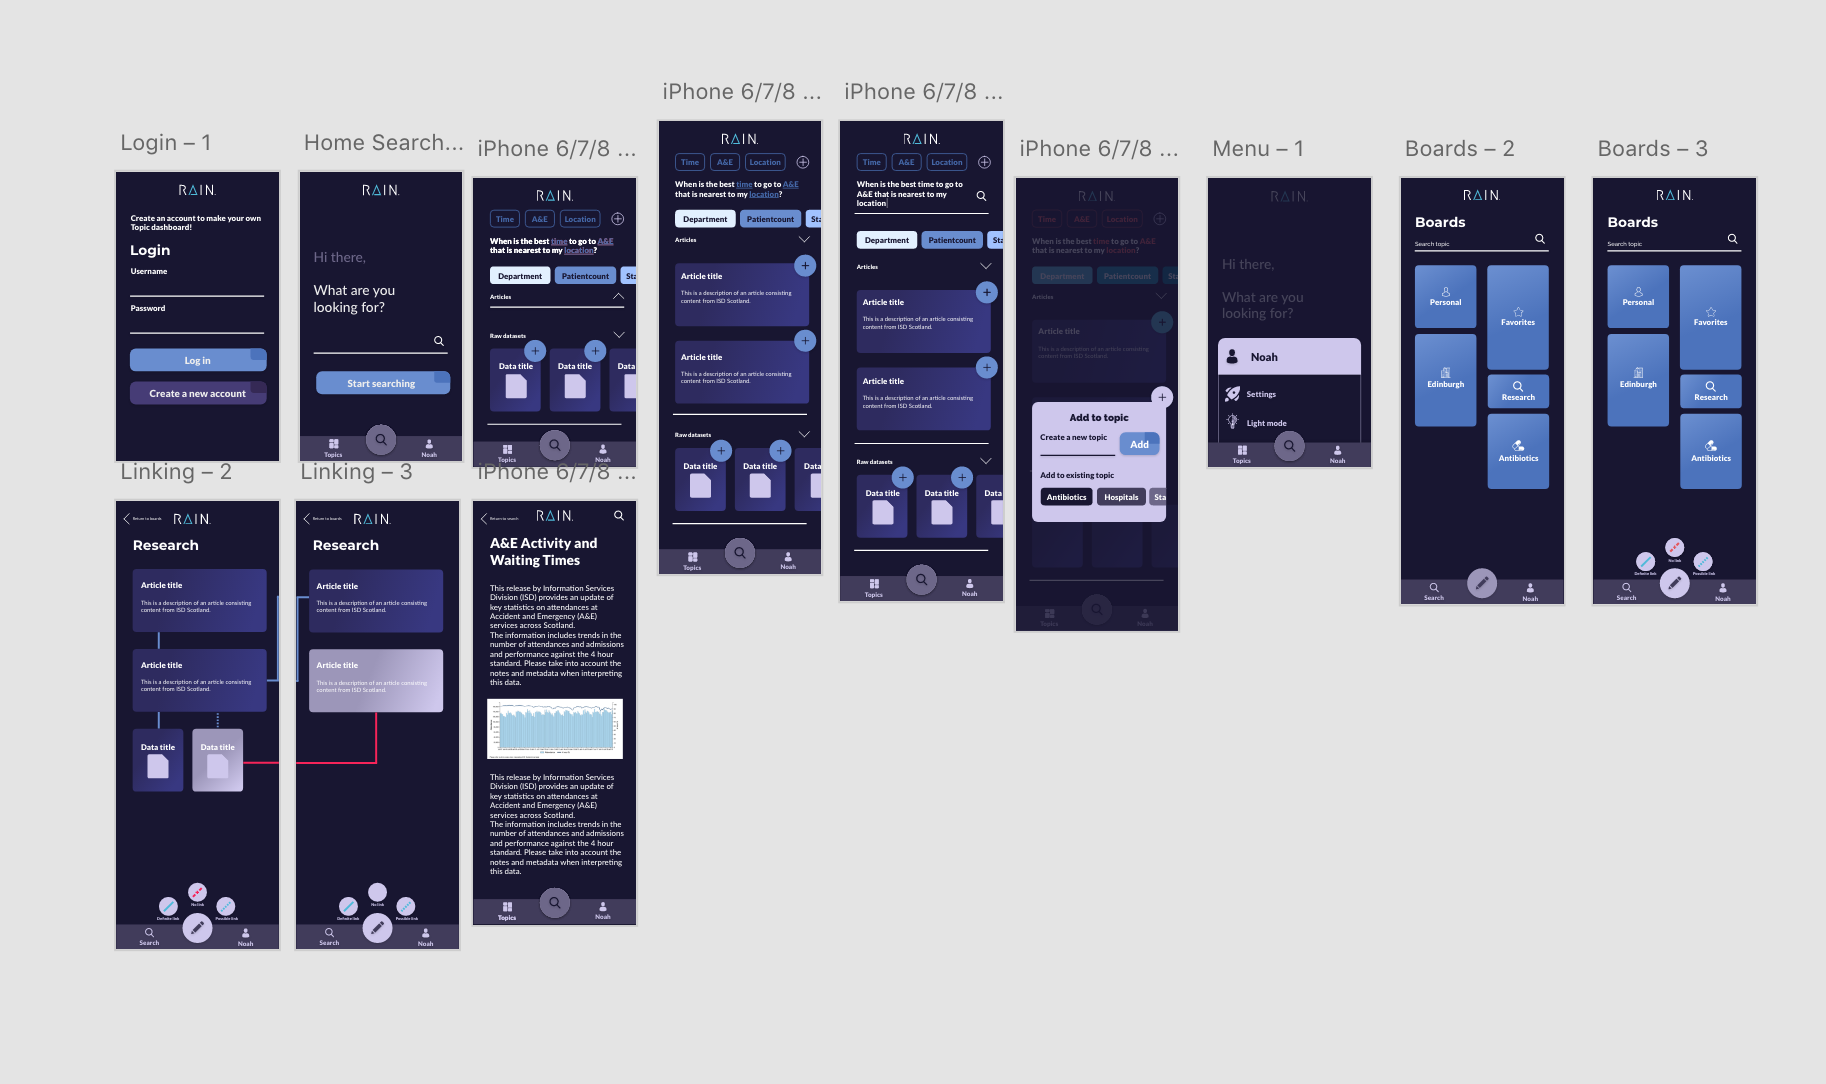 Login – 1
RAIN.
Create an account to make your own
Topic dashboard!
Login
Username
Password
Log in
Create a new account
Home Search...
RAIN.
Hi there,
What are you
looking for?
Start searching
Topics
Noah
iPhone 6/7/8 ...
RAIN.
Time
A&E
Location
When is the best time to go to A&E
that is nearest to my location?
Department
Patientcount
Sta
Articles
Raw datasets
Data title
Data title
Data t
Topics
Noah
iPhone 6/7/8 ...
RAIN.
Time
A&E
Location
When is the best time to go to A&E
that is nearest to my location?
Department
Patientcount
Sta
Articles
Article title
This is a description of an article consisting
content from ISD Scotland.
Article title
This is a description of an article consisting
content from ISD Scotland.
Raw datasets
Data title
Data title
Data t
Topics
Noah
iPhone 6/7/8 ...
RAIN.
Time
A&E
Location
When is the best time to go to
A&E that is nearest to my
location
Department
Patientcount
Sta
Articles
Article title
This is a description of an article consisting
content from ISD Scotland.
Article title
This is a description of an article consisting
content from ISD Scotland.
Raw datasets
Data title
Data title
Data t
Topics
Noah
iPhone 6/7/8 ...
RAIN.
Time
A&E
Location
When is the best time to go to A&E
that is nearest to my location?
Department
Patientcount
Sta
Articles
Article title
This is a description of an article consisting
content from ISD Scotland.
Add to topic
Create a new topic
Add
Add to existing topic
Antibiotics
Hospitals
Sta
Topics
Noah
Menu – 1
RAIN.
Hi there,
What are you
looking for?
Noah
Settings
Light mode
Topics
Noah
Boards – 2
RAIN.
Boards
Search topic
Personal
Favorites
Edinburgh
Research
Antibiotics
Search
Noah
Boards – 3
RAIN.
Boards
Search topic
Personal
Favorites
Edinburgh
Research
Antibiotics
No link
Definite link
Possible link
Search
Noah
Linking – 2
Return to boards
RAIN.
Research
Article title
This is a description of an article consisting
content from ISD Scotland.
Article title
This is a description of an article consisting
content from ISD Scotland.
Data title
Data title
No link
Definite link
Possible link
Search
Noah
Linking – 3
Return to boards
RAIN.
Research
Article title
This is a description of an article consisting
content from ISD Scotland.
Article title
This is a description of an article consisting
content from ISD Scotland.
No link
Definite link
Possible link
Search
Noah
iPhone 6/7/8 ...
Return to search
RAIN.
A&E Activity and
Waiting Times
This release by Information Services
Division (ISD) provides an update of
key statistics on attendances at
Accident and Emergency (A&E)
services across Scotland.
The information includes trends in the
number of attendances and admissions
and performance against the 4 hour
standard. Please take into account the
notes and metadata when interpreting
this data.
This release by Information Services
Division (ISD) provides an update of
key statistics on attendances at
Accident and Emergency (A&E)
services across Scotland.
The information includes trends in the
number of attendances and admissions
and performance against the 4 hour
standard. Please take into account the
notes and metadata when interpreting
this data.
Topics
Noah